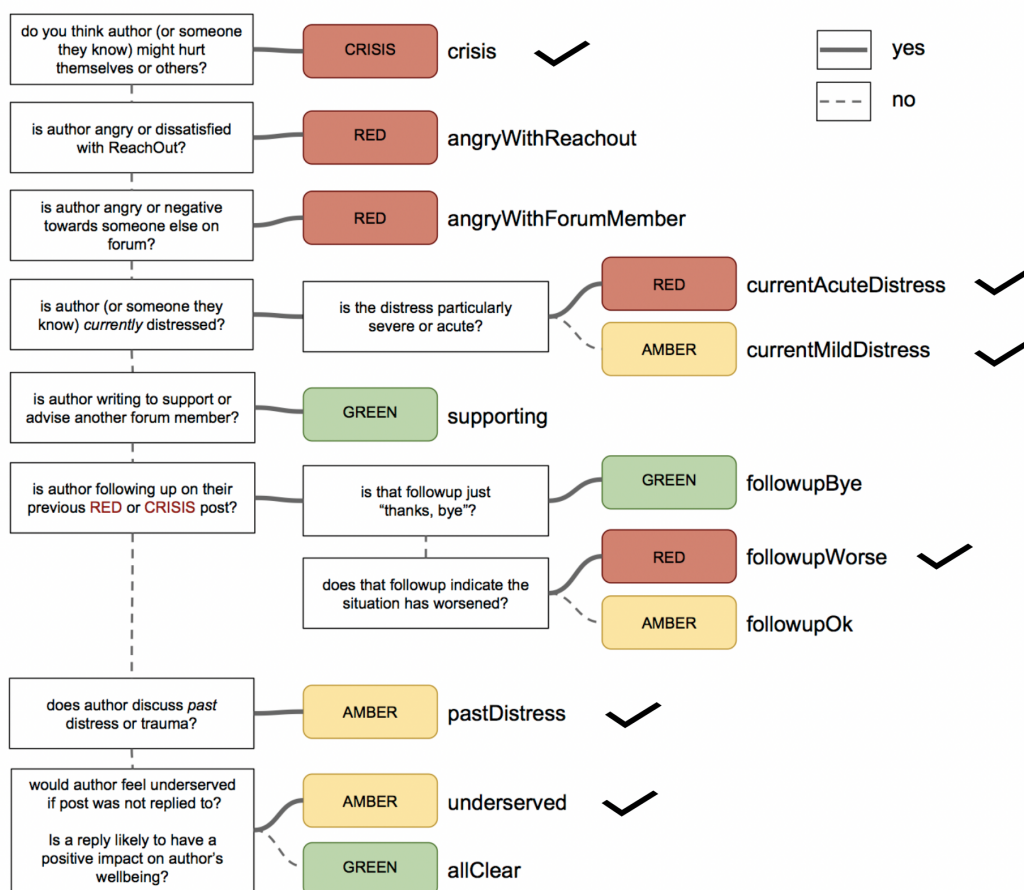 do you think author (or someone
they know) might hurt
themselves or others?
CRISIS
crisis
yes
no
is author angry or dissatisfied
with ReachOut?
RED
angryWithReachout
is author angry or negative
towards someone else on
forum?
RED
angryWithForumMember
is author (or someone they
know) currently distressed?
is the distress particularly
severe or acute?
RED
currentAcuteDistress
AMBER
currentMildDistress
is author writing to support or
advise another forum member?
GREEN
supporting
is author following up on their
previous RED or CRISIS post?
is that followup just
“thanks, bye”?
GREEN
followupBye
does that followup indicate the
situation has worsened?
RED
followupWorse
AMBER
followupOk
does author discuss past
distress or trauma?
AMBER
pastDistress
would author feel underserved
if post was not replied to?
Is a reply likely to have a
positive impact on author’s
wellbeing?
AMBER
underserved
GREEN
allClear